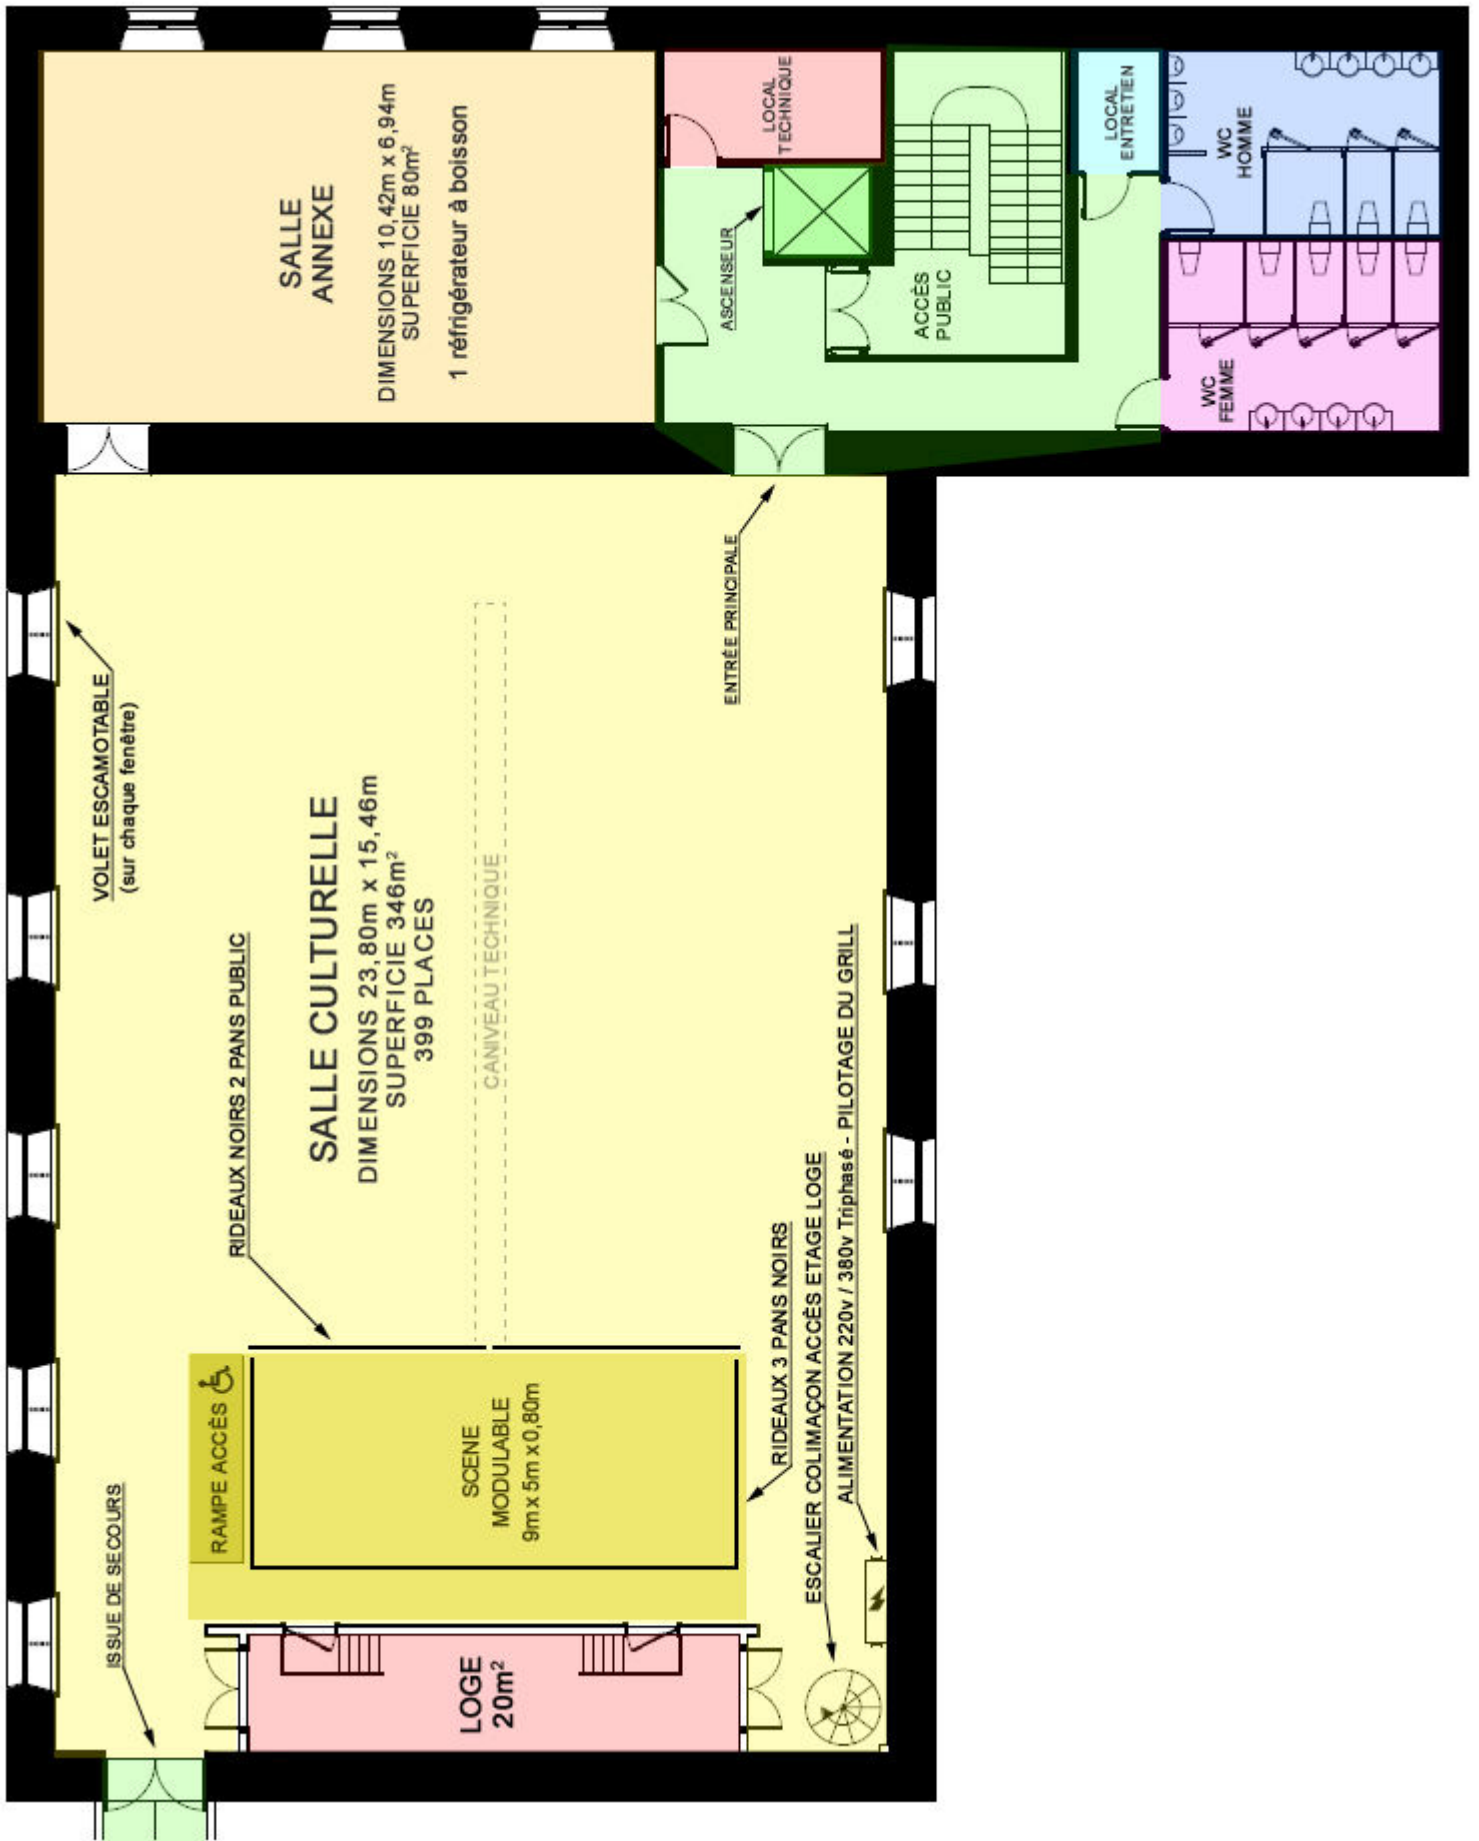 SALLE
ANNEXE
DIMENSIONS 10,42m x 6,94m
SUPERFICIE 80m²
1 réfrigérateur à boisson
LOCAL
TECHNIQUE
ASCENSEUR
ACCÈS
PUBLIC
LOCAL
ENTRETIEN
WC
HOMME
WC
FEMME
ENTRÉE PRINCIPALE
VOLET ESCAMOTABLE
(sur chaque fenêtre)
SALLE CULTURELLE
DIMENSIONS 23,80m x 15,46m
SUPERFICIE 346m²
399 PLACES
CANIVEAU TECHNIQUE
RIDEAUX NOIRS 2 PANS PUBLIC
RIDEAUX 3 PANS NOIRS
ESCALIER COLIMAÇON ACCÈS ETAGE LOGE
ALIMENTATION 220v / 380v Triphasé - PILOTAGE DU GRILL
RAMPE ACCÈS
SCENE
MODULABLE
9m x 5m x 0,80m
ISSUE DE SECOURS
LOGE
20m²